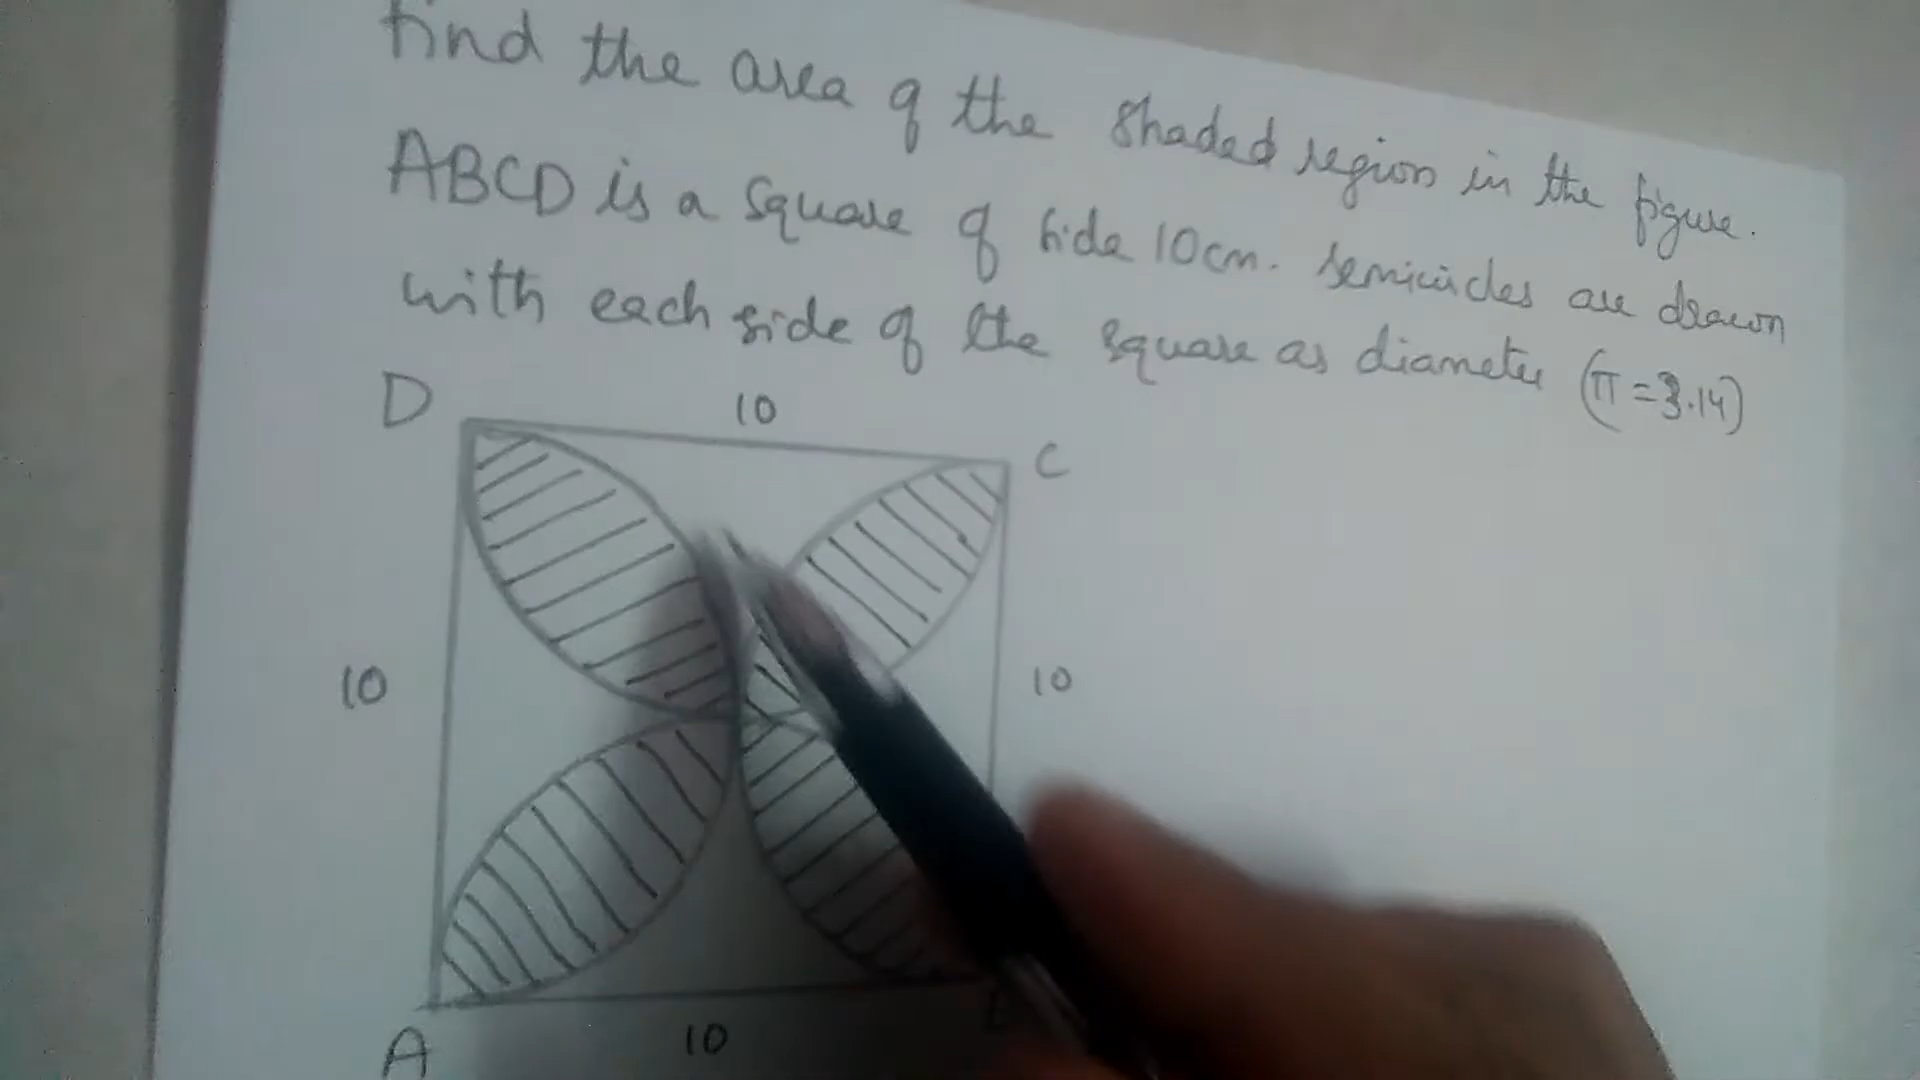 Find the area of the shaded region in the figure.
ABCD is a square of side 10cm. semicircles are drawn
with each side of the square as diameter (π=3.14)
D
10
C
10
10
A
10